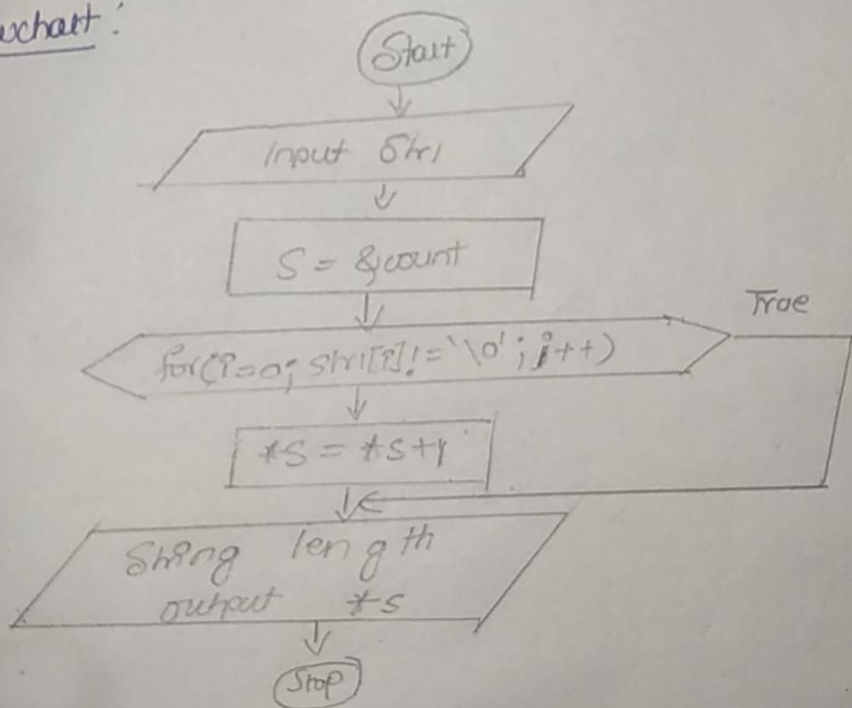 wchart :
Start
Input Str1
S = &count
True
for(i=0; str1[i]!='\0'; i++)
*S = *S+1
String length
output *s
Stop